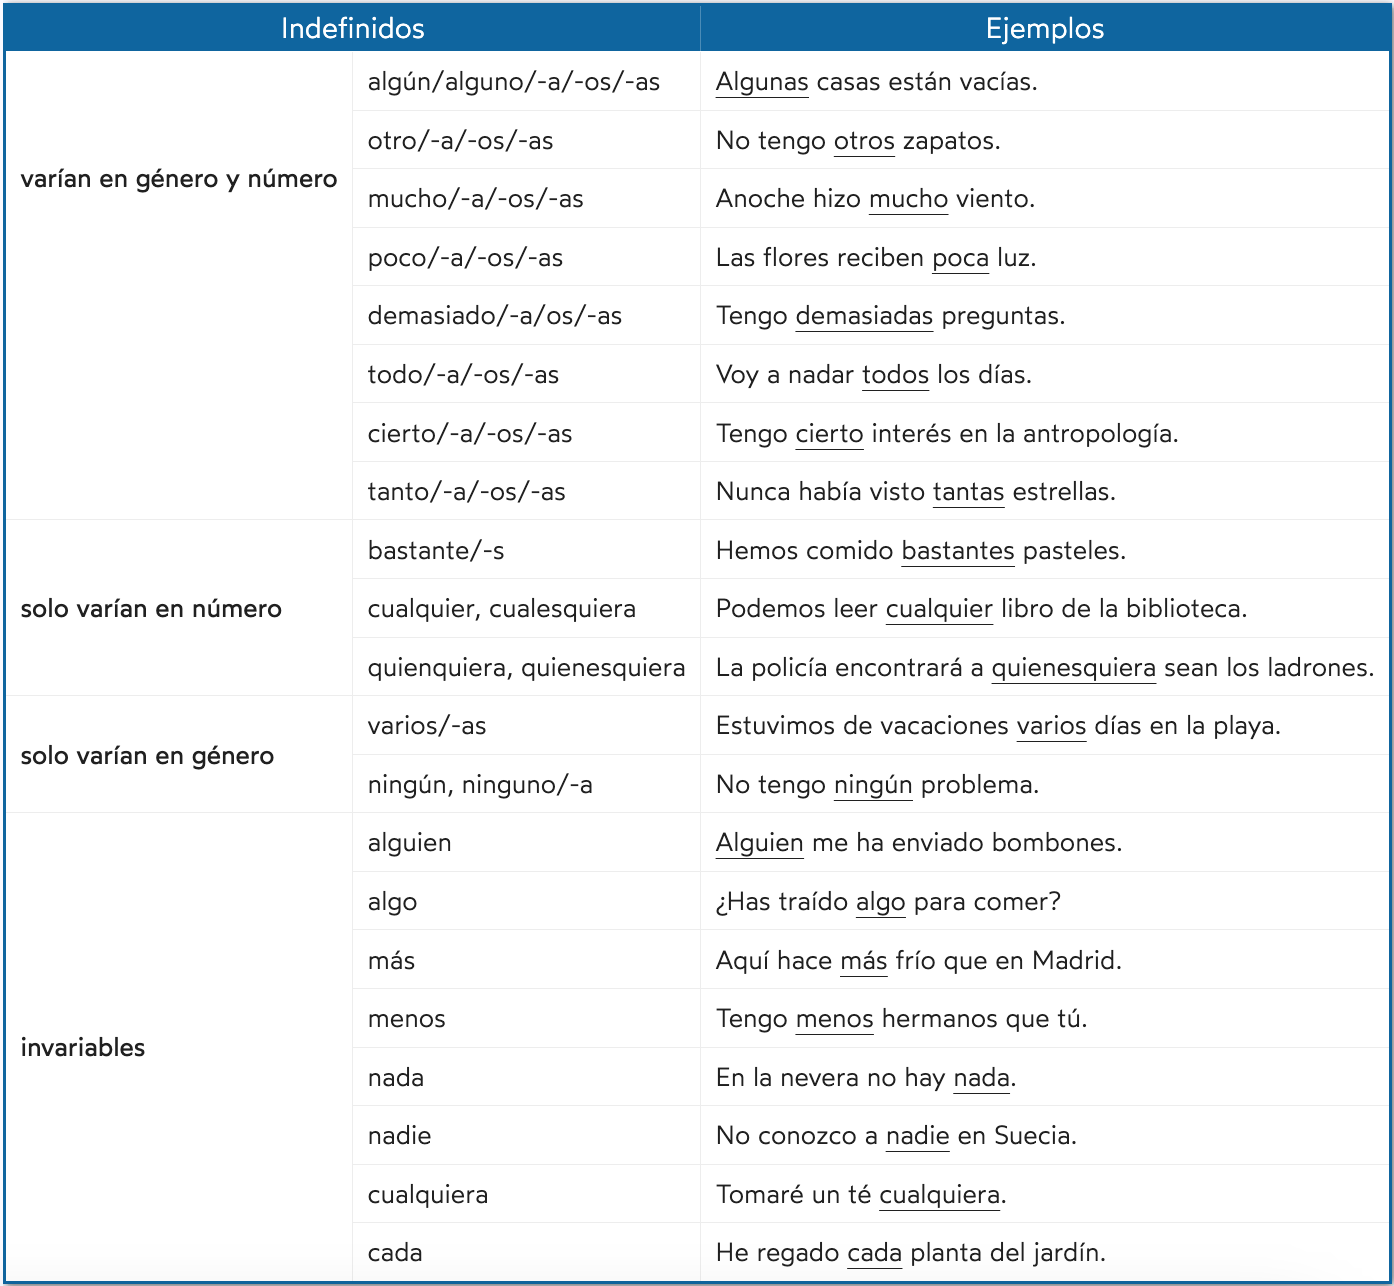 Indefinidos Ejemplos
varían en género y número
algún/alguno/-a/-os/-as Algunas casas están vacías.
otro/-a/-os/-as No tengo otros zapatos.
mucho/-a/-os/-as Anoche hizo mucho viento.
poco/-a/-os/-as Las flores reciben poca luz.
demasiado/-a/os/-as Tengo demasiadas preguntas.
todo/-a/-os/-as Voy a nadar todos los días.
cierto/-a/-os/-as Tengo cierto interés en la antropología.
tanto/-a/-os/-as Nunca había visto tantas estrellas.
solo varían en número
bastante/-s Hemos comido bastantes pasteles.
cualquier, cualesquiera Podemos leer cualquier libro de la biblioteca.
quienquiera, quienesquiera La policía encontrará a quienesquiera sean los ladrones.
solo varían en género
varios/-as Estuvimos de vacaciones varios días en la playa.
ningún, ninguno/-a No tengo ningún problema.
invariables
alguien Alguien me ha enviado bombones.
algo ¿Has traído algo para comer?
más Aquí hace más frío que en Madrid.
menos Tengo menos hermanos que tú.
nada En la nevera no hay nada.
nadie No conozco a nadie en Suecia.
cualquiera Tomaré un té cualquiera.
cada He regado cada planta del jardín.